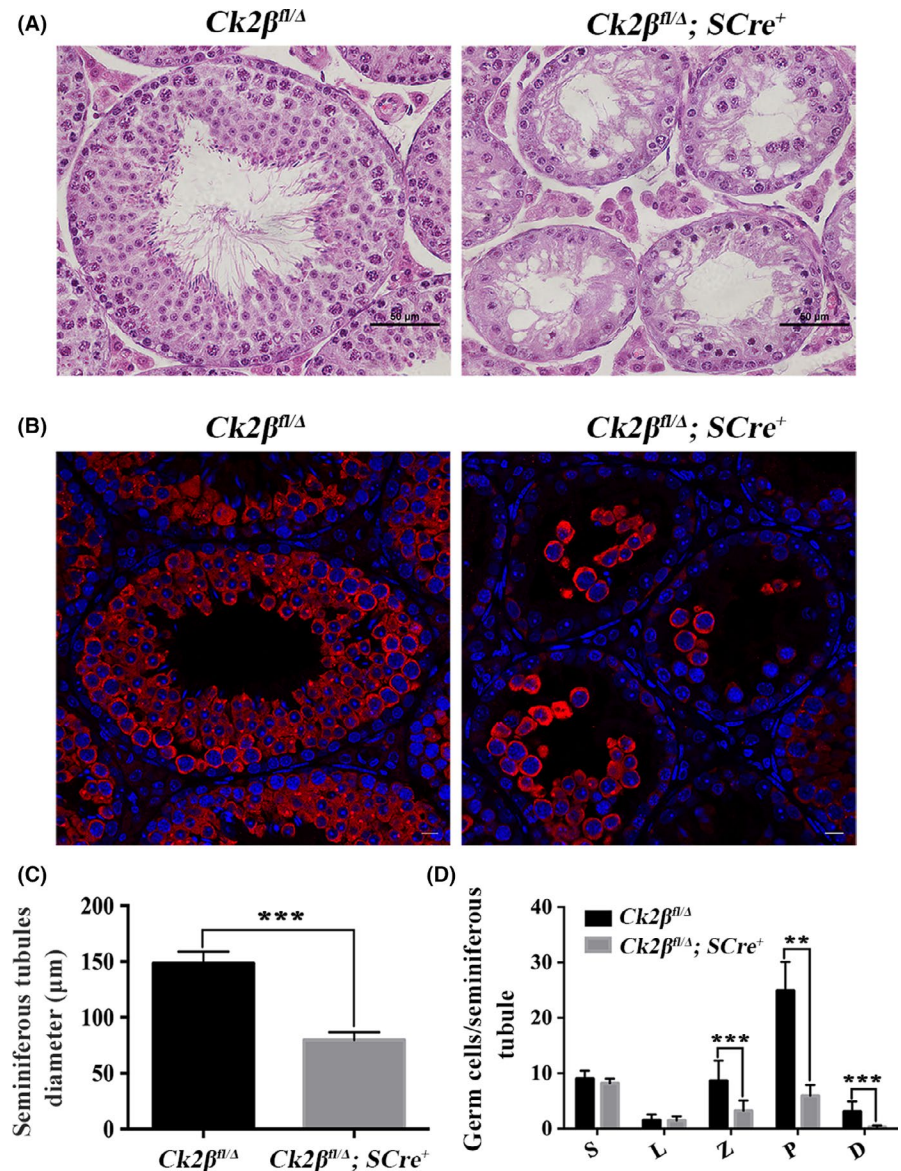 (A)
Ck2β^fl/Δ
Ck2β^fl/Δ; SCre⁺
50 μm
50 μm
(B)
Ck2β^fl/Δ
Ck2β^fl/Δ; SCre⁺
(C)
Seminiferous tubules
diameter (μm)
200
150
100
50
0
***
Ck2β^fl/Δ
Ck2β^fl/Δ; SCre⁺
(D)
Germ cells/seminiferous
tubule
40
30
20
10
0
Ck2β^fl/Δ
Ck2β^fl/Δ; SCre⁺
***
**
***
S
L
Z
P
D